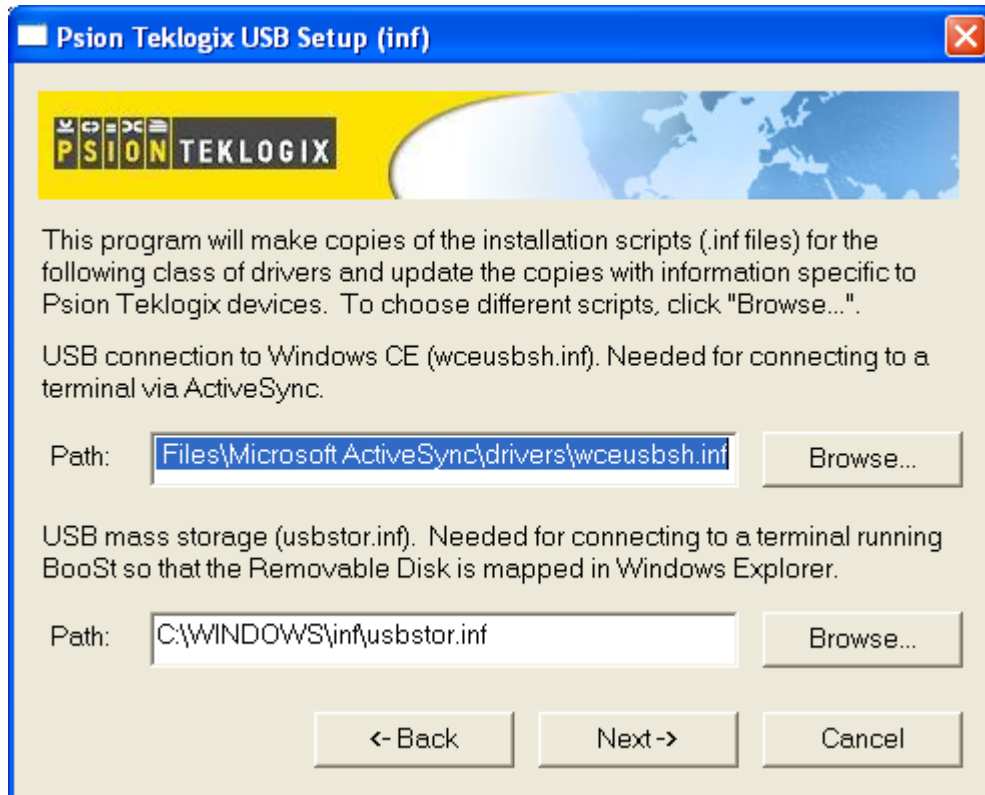 Psion Teklogix USB Setup (inf)
PSION TEKLOGIX
This program will make copies of the installation scripts (.inf files) for the
following class of drivers and update the copies with information specific to
Psion Teklogix devices.  To choose different scripts, click "Browse...".
USB connection to Windows CE (wceusbsh.inf). Needed for connecting to a
terminal via ActiveSync.
Path: Files\Microsoft ActiveSync\drivers\wceusbsh.inf Browse...
USB mass storage (usbstor.inf).  Needed for connecting to a terminal running
BooSt so that the Removable Disk is mapped in Windows Explorer.
Path: C:\WINDOWS\inf\usbstor.inf Browse...
<- Back Next -> Cancel